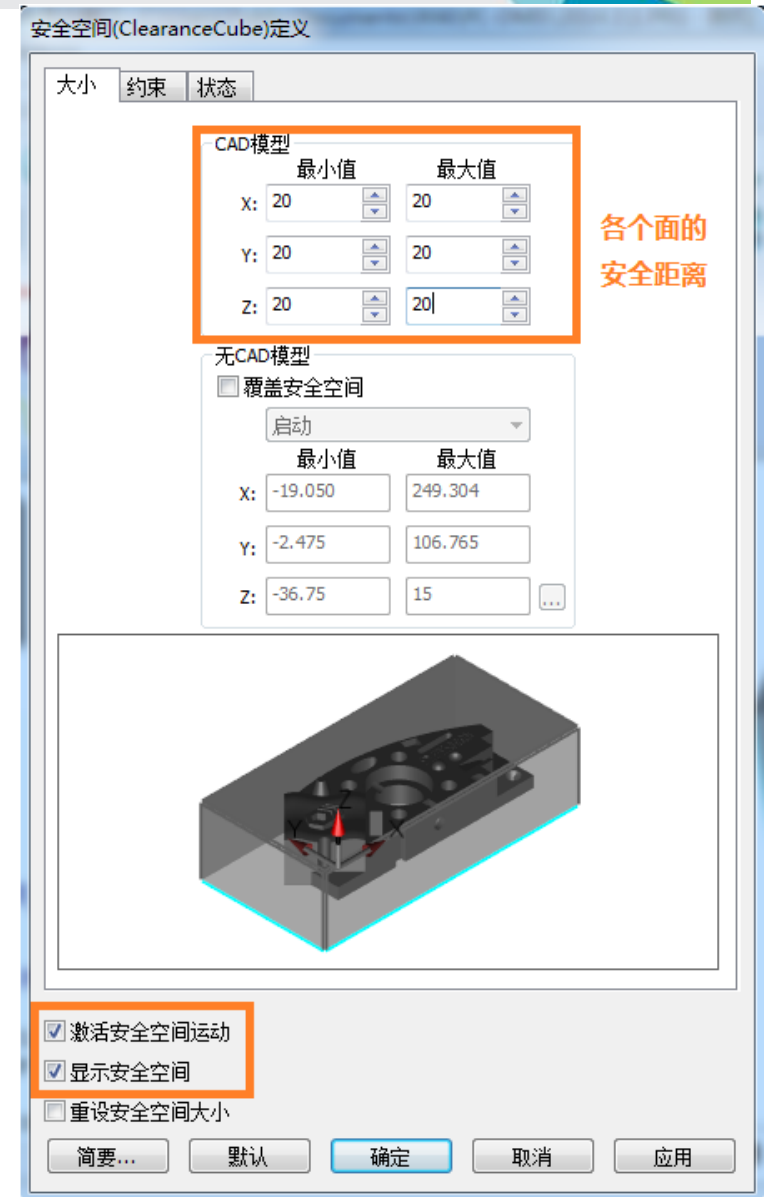 安全空间(ClearanceCube)定义
大小 约束 状态
CAD模型
最小值 最大值
X: 20 20
各个面的
安全距离
Y: 20 20
Z: 20 20
无CAD模型
覆盖安全空间
启动
最小值 最大值
X: -19.050 249.304
Y: -2.475 106.765
Z: -36.75 15 ...
Z
Y X
激活安全空间运动
显示安全空间
重设安全空间大小
简要... 默认 确定 取消 应用